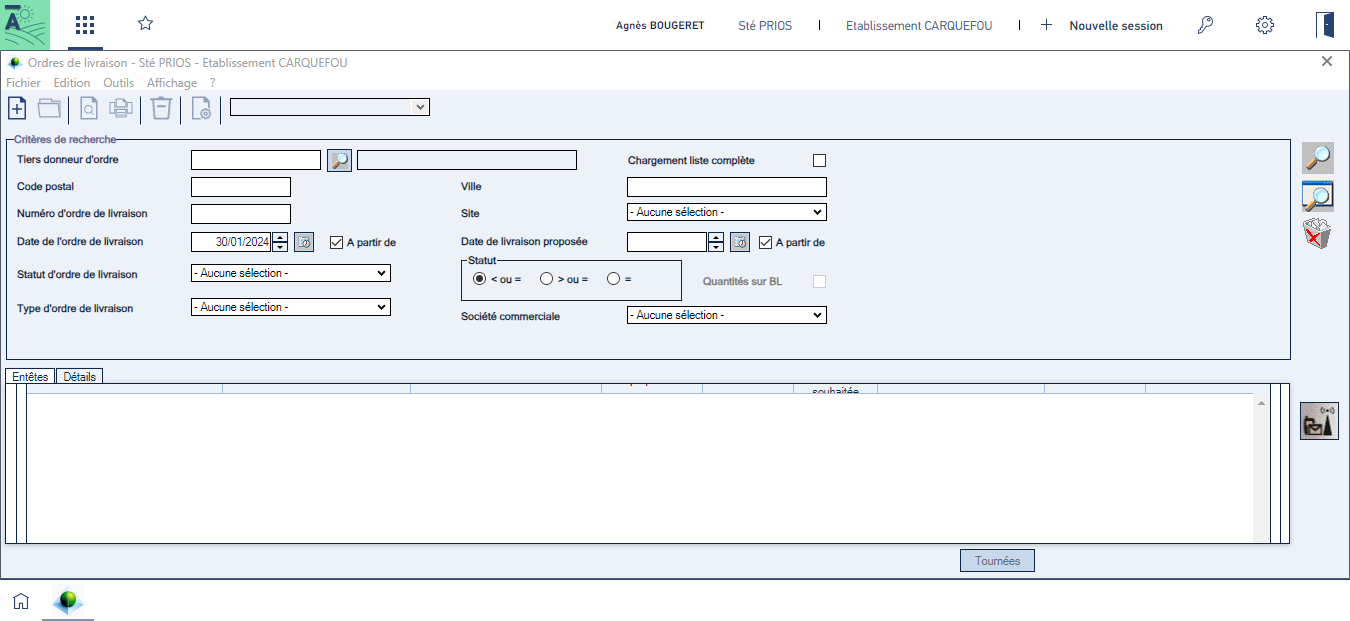 Agnès BOUGERET Sté PRIOS | Etablissement CARQUEFOU | + Nouvelle session
Ordres de livraison - Sté PRIOS - Etablissement CARQUEFOU
Fichier Edition Outils Affichage ?
Critères de recherche
Tiers donneur d'ordre Chargement liste complète
Code postal Ville
Numéro d'ordre de livraison Site - Aucune sélection -
Date de l'ordre de livraison 30/01/2024 A partir de Date de livraison proposée A partir de
Statut
Statut d'ordre de livraison - Aucune sélection - < ou = > ou = = Quantités sur BL
Type d'ordre de livraison - Aucune sélection - Société commerciale - Aucune sélection -
Entêtes Détails
souhaitée
Tournées